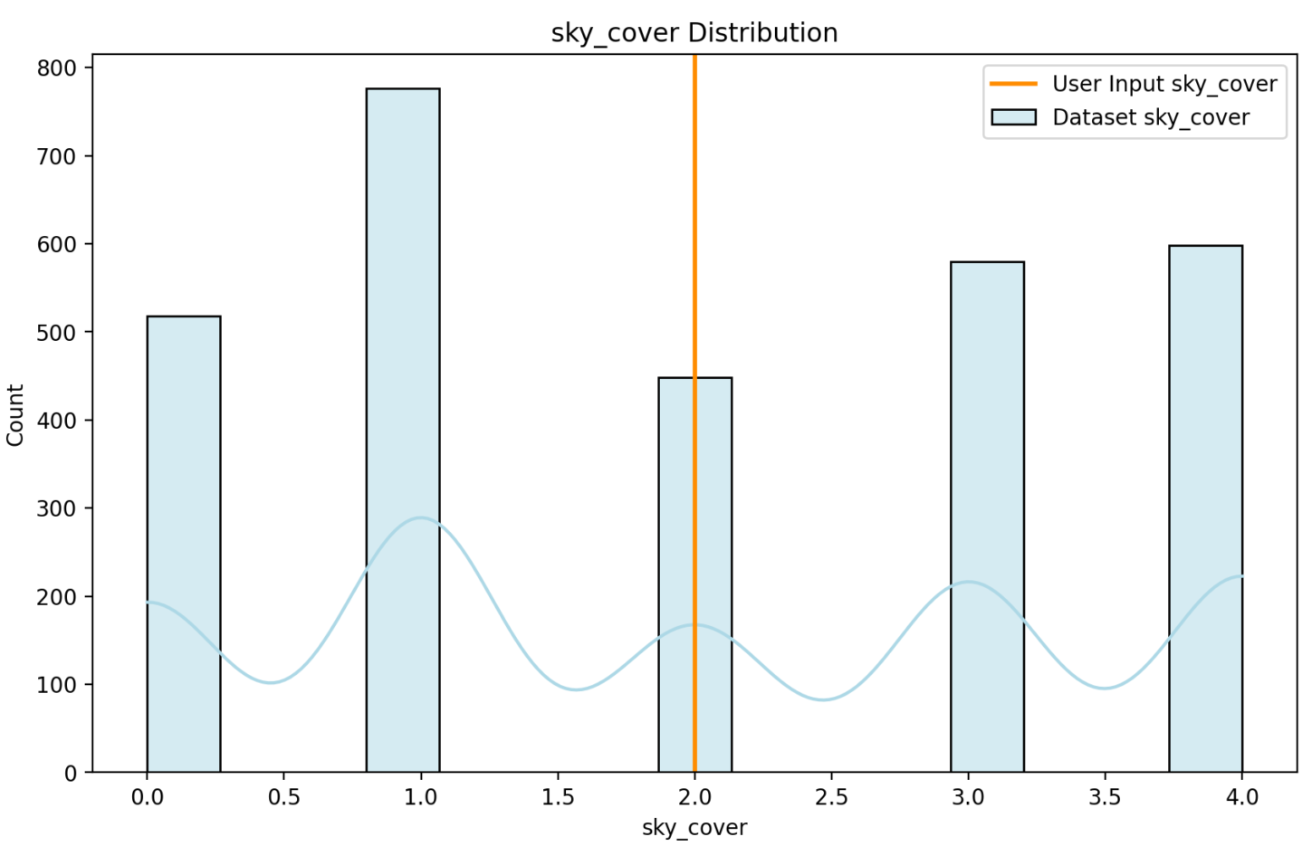 sky_cover Distribution
User Input sky_cover
Dataset sky_cover
Count
800
700
600
500
400
300
200
100
0
0.0 0.5 1.0 1.5 2.0 2.5 3.0 3.5 4.0
sky_cover